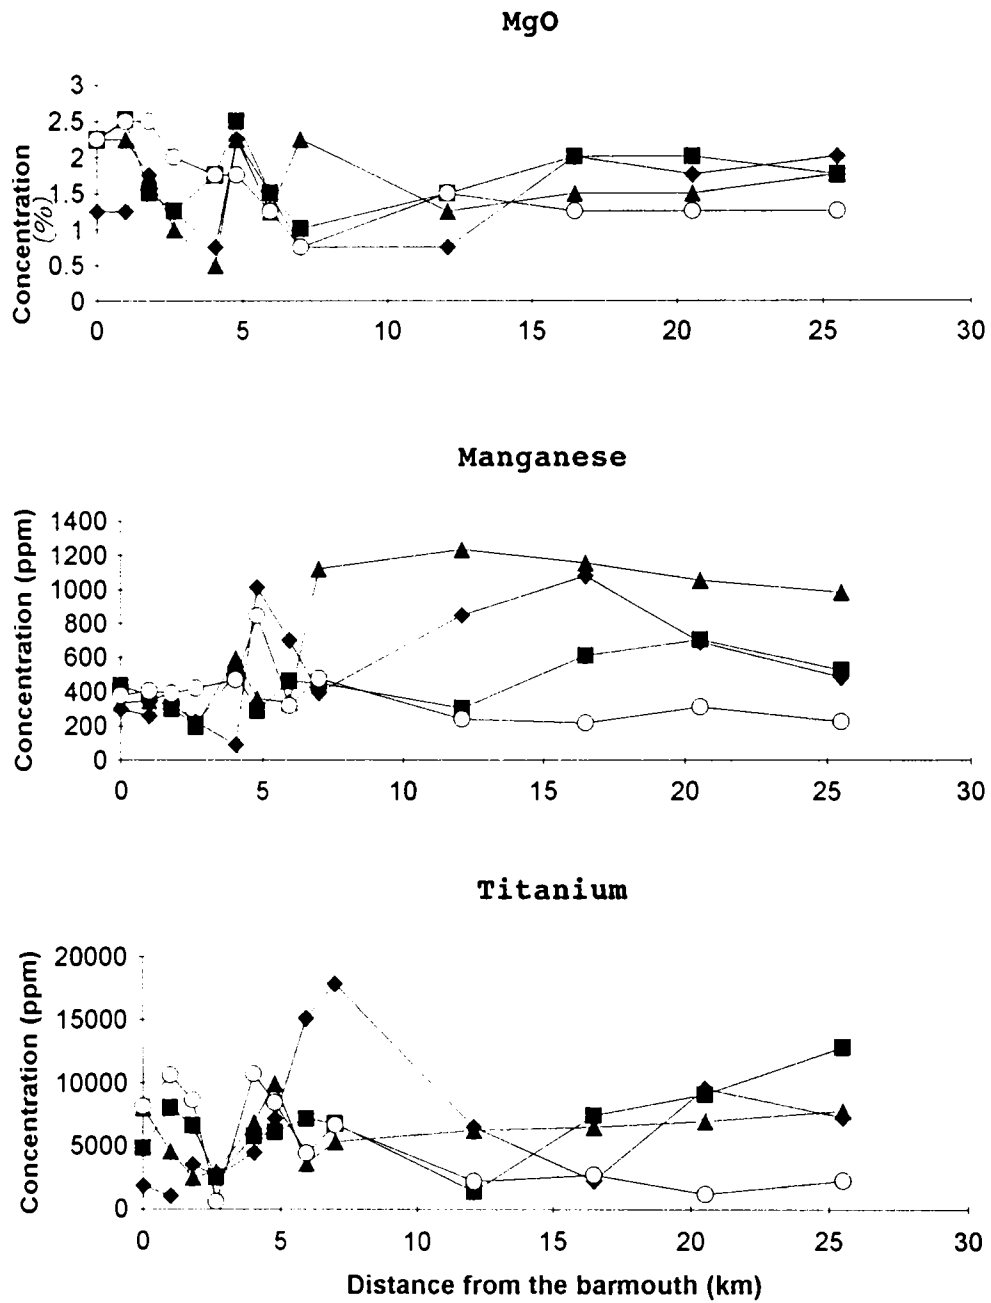 MgO
Concentration
(%)
3
2.5
2
1.5
1
0.5
0
0 5 10 15 20 25 30
Manganese
Concentration (ppm)
1400
1200
1000
800
600
400
200
0
0 5 10 15 20 25 30
Titanium
Concentration (ppm)
20000
15000
10000
5000
0
0 5 10 15 20 25 30
Distance from the barmouth (km)